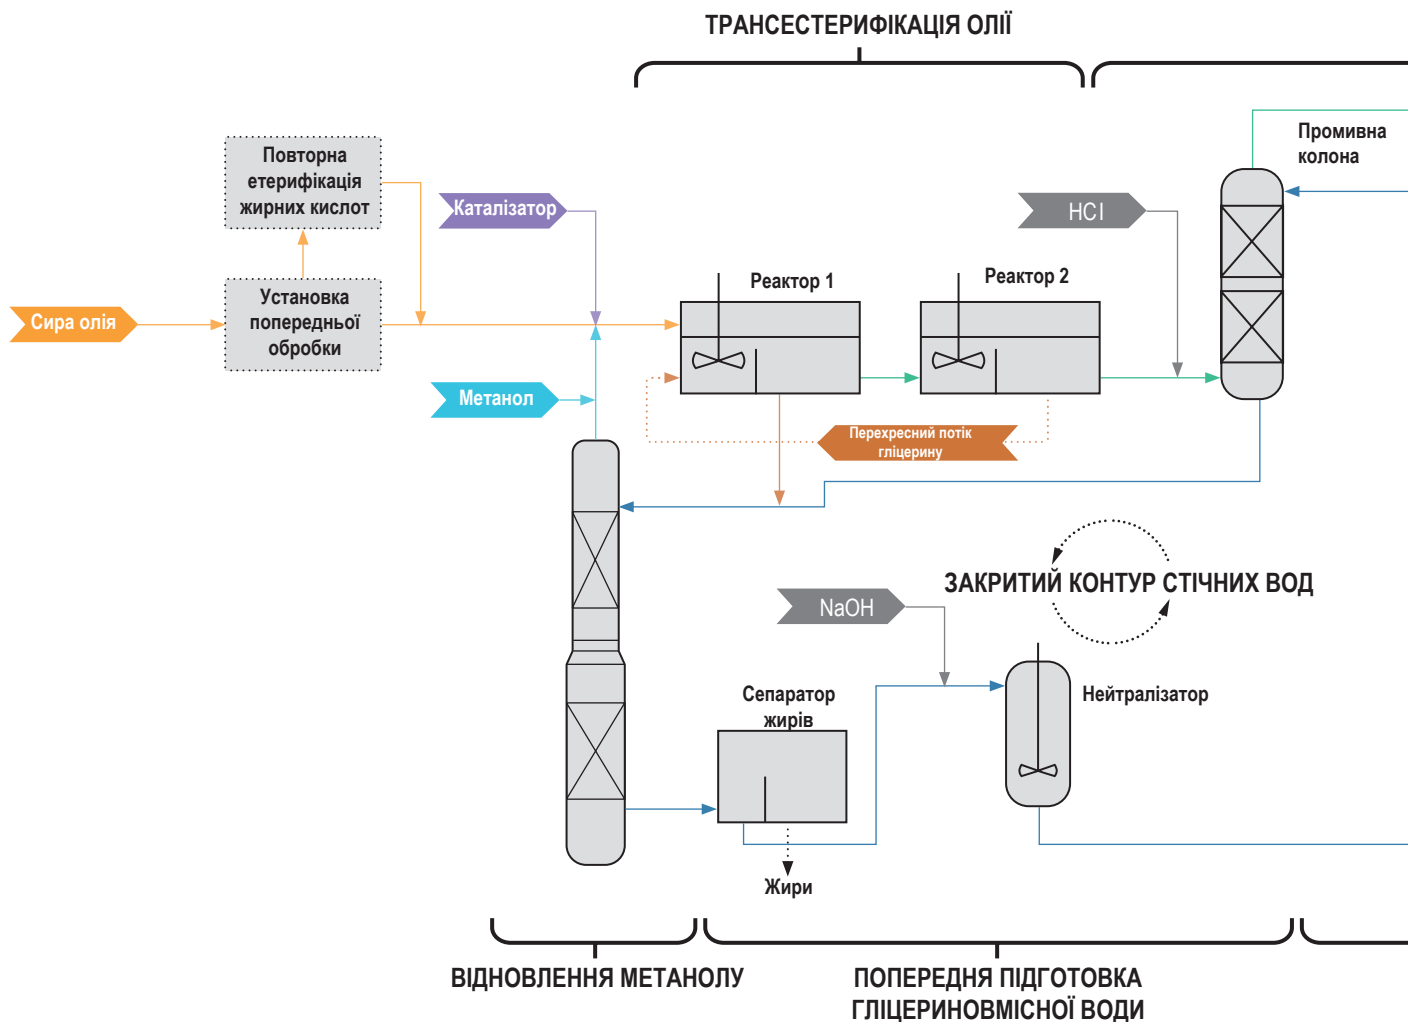 ТРАНСЕСТЕРИФІКАЦІЯ ОЛІЇ
Промивна
колона
Повторна
етерифікація
жирних кислот
Каталізатор
HCl
Реактор 1
Реактор 2
Сира олія
Установка
попередньої
обробки
Метанол
Перехресний потік
гліцерину
ЗАКРИТИЙ КОНТУР СТІЧНИХ ВОД
NaOH
Сепаратор
жирів
Нейтралізатор
Жири
ВІДНОВЛЕННЯ МЕТАНОЛУ
ПОПЕРЕДНЯ ПІДГОТОВКА
ГЛІЦЕРИНОВМІСНОЇ ВОДИ